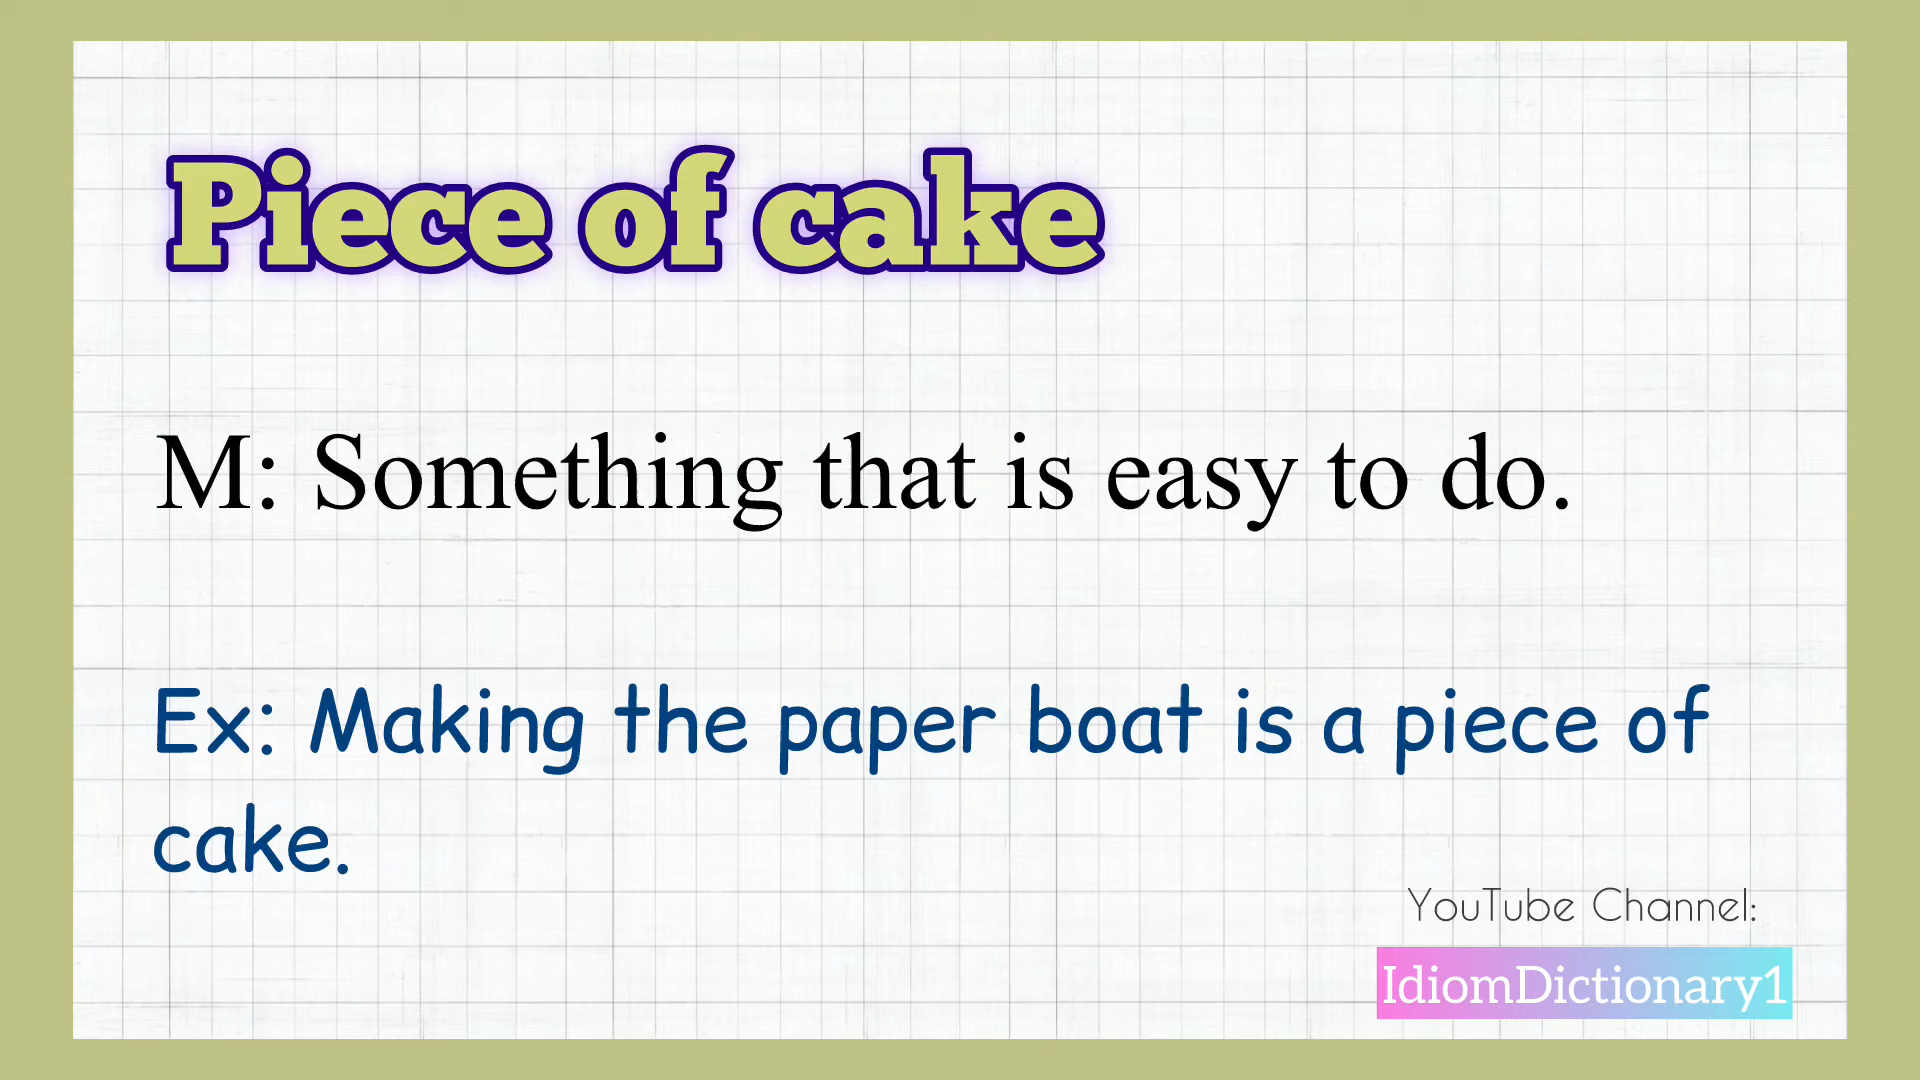 Piece of cake
M: Something that is easy to do.
Ex: Making the paper boat is a piece of
cake.
YouTube Channel:
IdiomDictionary1